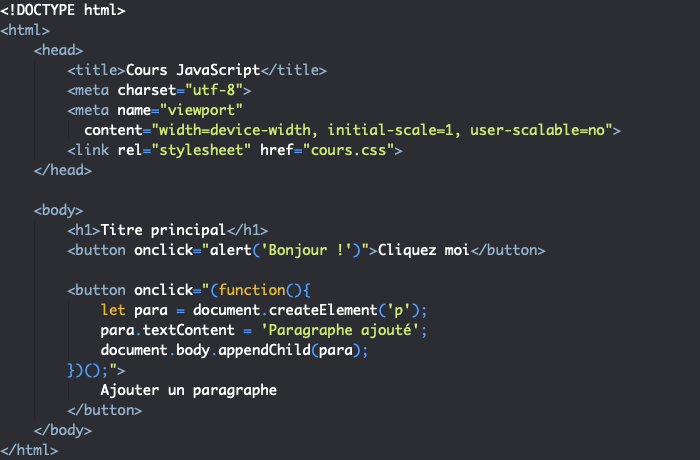 <!DOCTYPE html>
<html>
    <head>
        <title>Cours JavaScript</title>
        <meta charset="utf-8">
        <meta name="viewport"
          content="width=device-width, initial-scale=1, user-scalable=no">
        <link rel="stylesheet" href="cours.css">
    </head>

    <body>
        <h1>Titre principal</h1>
        <button onclick="alert('Bonjour !')">Cliquez moi</button>

        <button onclick="(function(){
            let para = document.createElement('p');
            para.textContent = 'Paragraphe ajouté';
            document.body.appendChild(para);
        })();">
            Ajouter un paragraphe
        </button>
    </body>
</html>